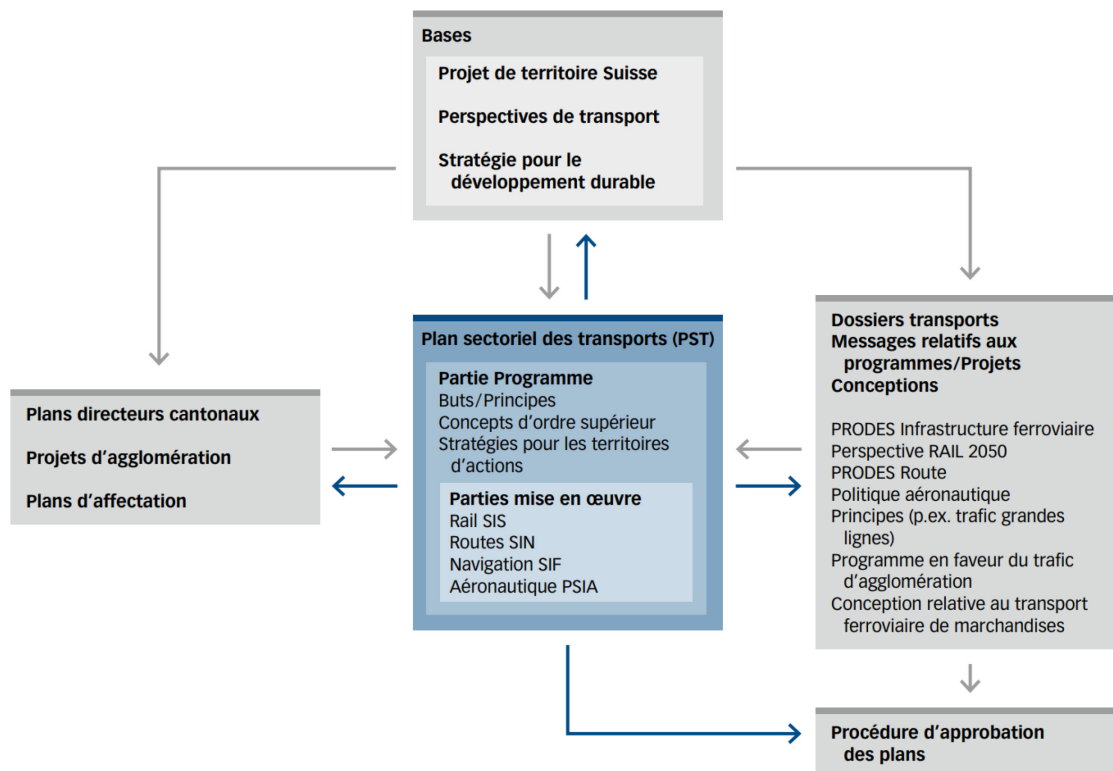 Bases
Projet de territoire Suisse
Perspectives de transport
Stratégie pour le
développement durable
Plan sectoriel des transports (PST)
Partie Programme
Buts/Principes
Concepts d'ordre supérieur
Stratégies pour les territoires
d'actions
Parties mise en œuvre
Rail SIS
Routes SIN
Navigation SIF
Aéronautique PSIA
Plans directeurs cantonaux
Projets d'agglomération
Plans d'affectation
Dossiers transports
Messages relatifs aux
programmes/Projets
Conceptions
PRODES Infrastructure ferroviaire
Perspective RAIL 2050
PRODES Route
Politique aéronautique
Principes (p.ex. trafic grandes
lignes)
Programme en faveur du trafic
d'agglomération
Conception relative au transport
ferroviaire de marchandises
Procédure d'approbation
des plans